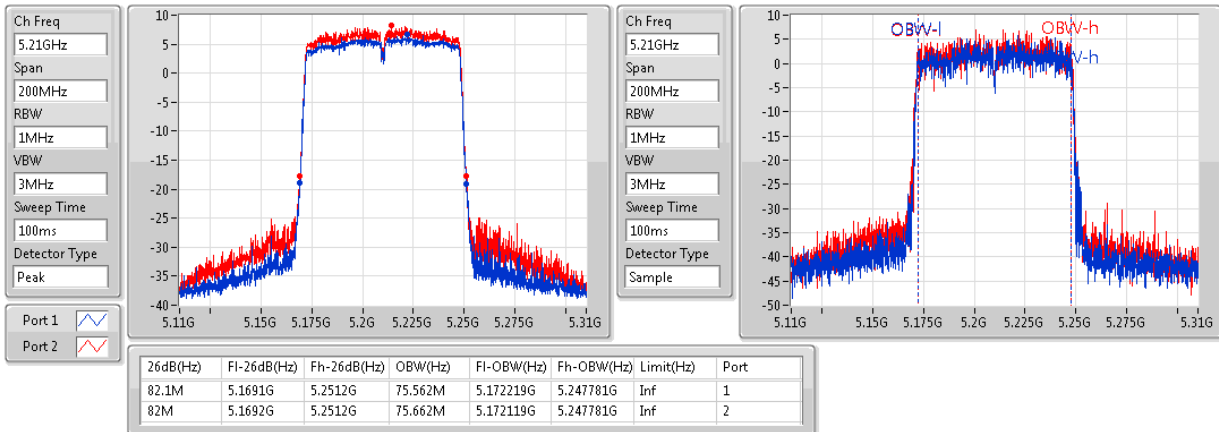 Ch Freq
5.21GHz
Span
200MHz
RBW
1MHz
VBW
3MHz
Sweep Time
100ms
Detector Type
Peak
Port 1
Port 2
10
5
0
-5
-10
-15
-20
-25
-30
-35
-40
5.11G 5.15G 5.175G 5.2G 5.225G 5.25G 5.275G 5.31G
Ch Freq
5.21GHz
Span
200MHz
RBW
1MHz
VBW
3MHz
Sweep Time
100ms
Detector Type
Sample
10
5
0
-5
-10
-15
-20
-25
-30
-35
-40
-45
-50
OBW-l OBW-h
V-h
5.11G 5.15G 5.175G 5.2G 5.225G 5.25G 5.275G 5.31G
26dB(Hz) Fl-26dB(Hz) Fh-26dB(Hz) OBW(Hz) Fl-OBW(Hz) Fh-OBW(Hz) Limit(Hz) Port
82.1M 5.1691G 5.2512G 75.562M 5.172219G 5.247781G Inf 1
82M 5.1692G 5.2512G 75.662M 5.172119G 5.247781G Inf 2